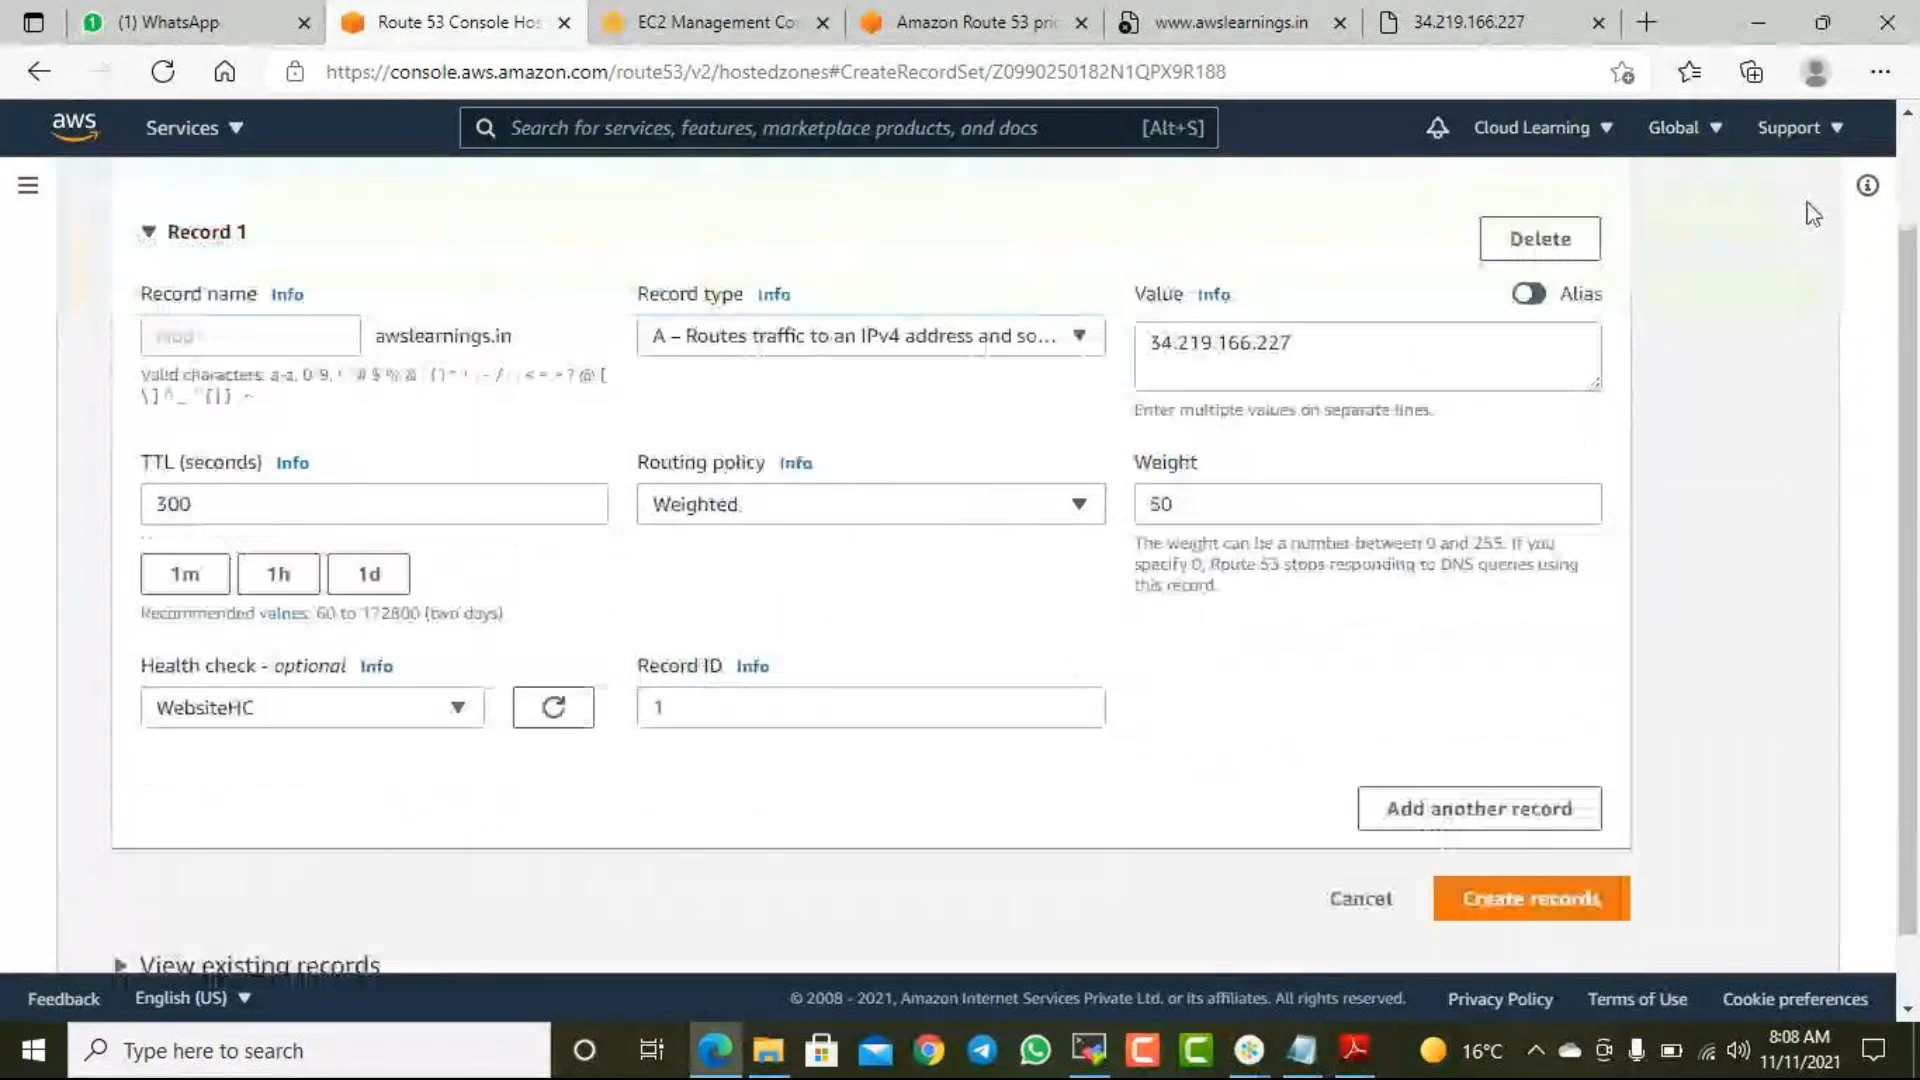 (1) WhatsApp
Route 53 Console Hos
EC2 Management Co
Amazon Route 53 pri
www.awslearnings.in
34.219.166.227
https://console.aws.amazon.com/route53/v2/hostedzones#CreateRecordSet/Z0990250182N1QPX9R188
aws
Services
Search for services, features, marketplace products, and docs
[Alt+S]
Cloud Learning
Global
Support
Record 1
Delete
Record name Info
Record type Info
Value Info
Alias
awslearnings.in
A – Routes traffic to an IPv4 address and so...
34.219.166.227
Valid characters: a-z, 0-9,
Enter multiple values on separate lines.
TTL (seconds) Info
Routing policy Info
Weight
300
Weighted
50
1m
1h
1d
The weight can be a number between 0 and 255. If you
specify 0, Route 53 stops responding to DNS queries using
this record.
Recommended values: 60 to 172800 (two days)
Health check - optional Info
Record ID Info
WebsiteHC
1
Add another record
Cancel
Create records
View existing records
Feedback
English (US)
© 2008 - 2021, Amazon Internet Services Private Ltd. or its affiliates. All rights reserved.
Privacy Policy
Terms of Use
Cookie preferences
Type here to search
16°C
8:08 AM
11/11/2021